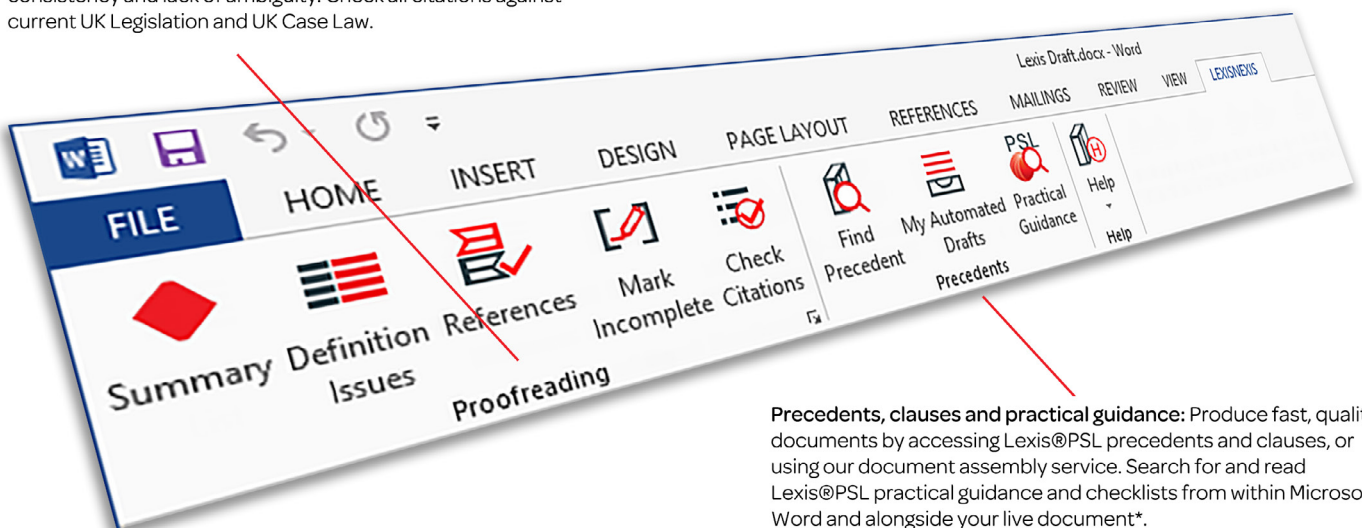 current UK Legislation and UK Case Law.
Lexis Draft.docx - Word
FILE HOME INSERT DESIGN PAGE LAYOUT REFERENCES MAILINGS REVIEW VIEW LEXISNEXIS
Summary
Definition
Issues
References
Mark
Incomplete
Check
Citations
Proofreading
Find
Precedent
My Automated
Drafts
PSL
Practical
Guidance
Precedents
H
Help
Help
Precedents, clauses and practical guidance: Produce fast, qualit
documents by accessing Lexis®PSL precedents and clauses, or
using our document assembly service. Search for and read
Lexis®PSL practical guidance and checklists from within Microso
Word and alongside your live document*.